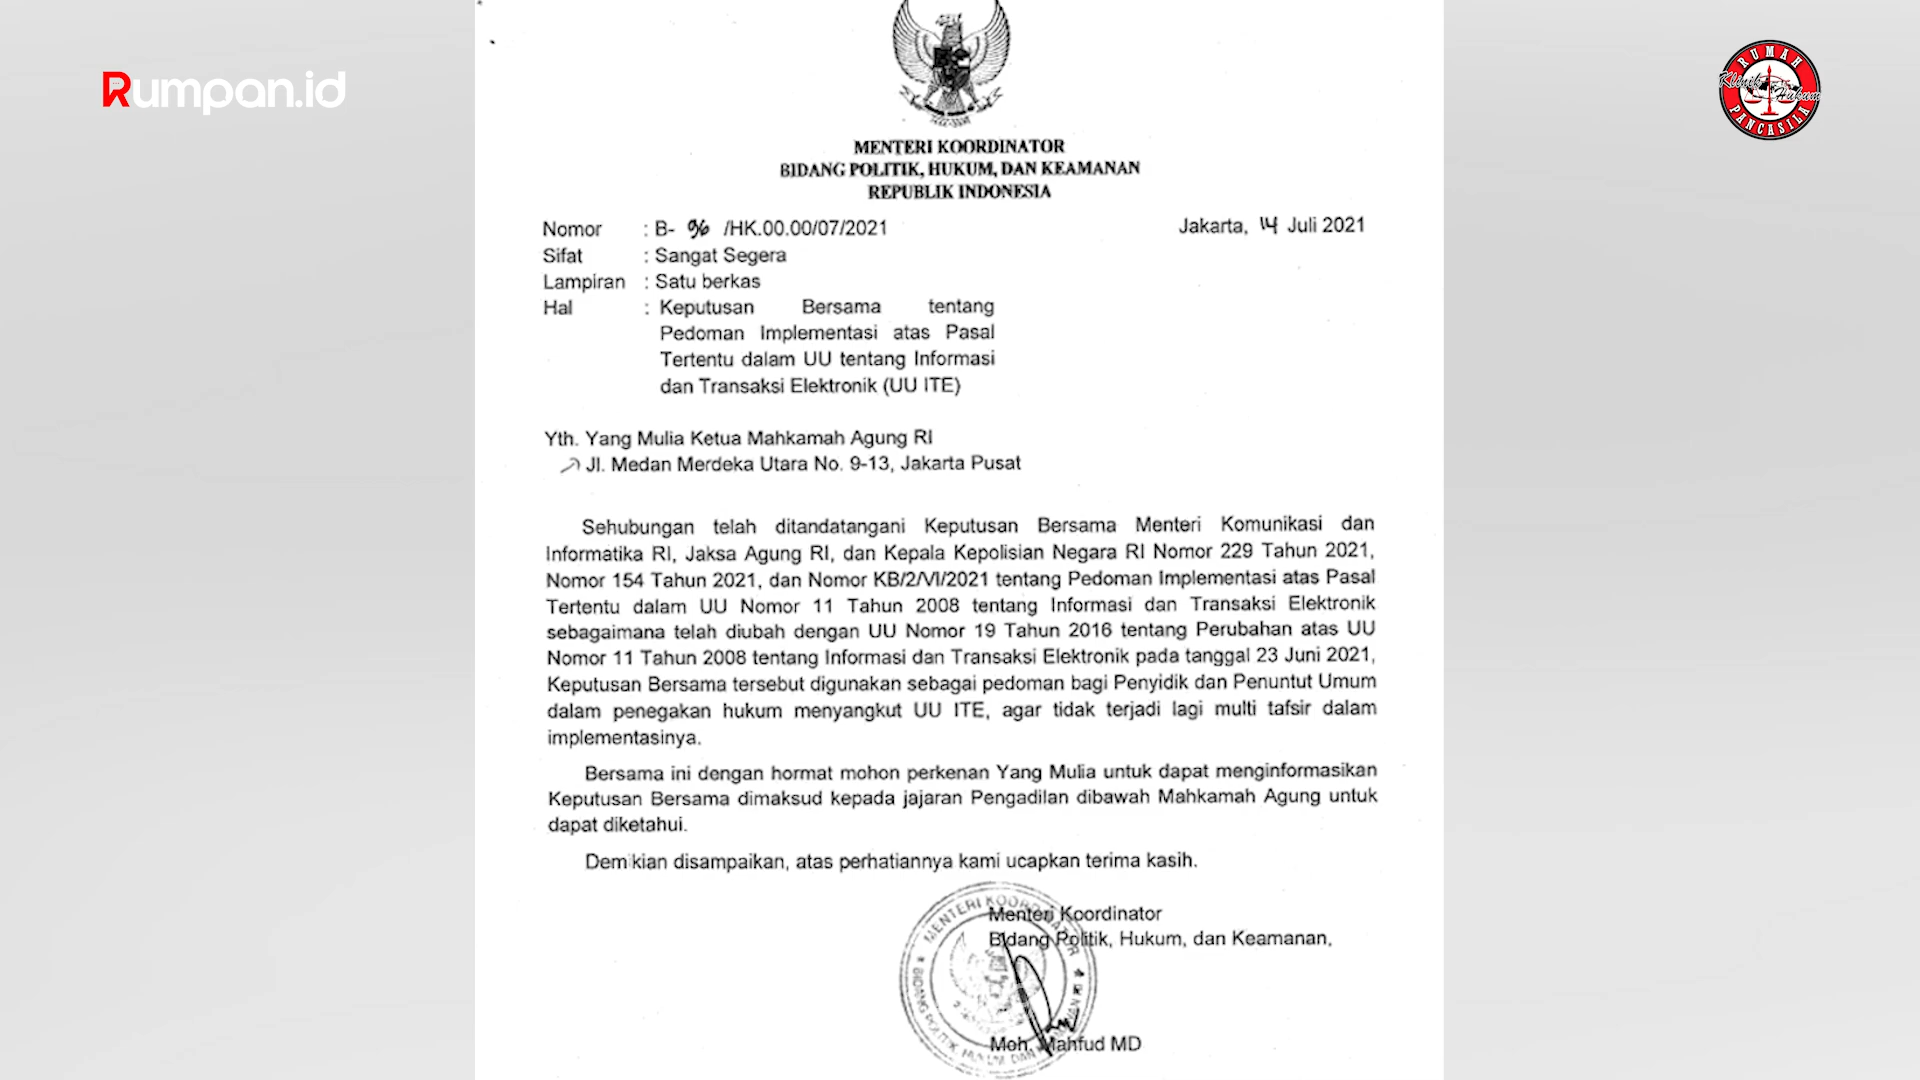 Rumpan.id
RUMAH
Klinik Hukum
PANCASILA
MENTERI KOORDINATOR
BIDANG POLITIK, HUKUM, DAN KEAMANAN
REPUBLIK INDONESIA
Nomor : B- 96 /HK.00.00/07/2021 Jakarta, 14 Juli 2021
Sifat : Sangat Segera
Lampiran : Satu berkas
Hal : Keputusan Bersama tentang
Pedoman Implementasi atas Pasal
Tertentu dalam UU tentang Informasi
dan Transaksi Elektronik (UU ITE)
Yth. Yang Mulia Ketua Mahkamah Agung RI
Jl. Medan Merdeka Utara No. 9-13, Jakarta Pusat
Sehubungan telah ditandatangani Keputusan Bersama Menteri Komunikasi dan
Informatika RI, Jaksa Agung RI, dan Kepala Kepolisian Negara RI Nomor 229 Tahun 2021,
Nomor 154 Tahun 2021, dan Nomor KB/2/VI/2021 tentang Pedoman Implementasi atas Pasal
Tertentu dalam UU Nomor 11 Tahun 2008 tentang Informasi dan Transaksi Elektronik
sebagaimana telah diubah dengan UU Nomor 19 Tahun 2016 tentang Perubahan atas UU
Nomor 11 Tahun 2008 tentang Informasi dan Transaksi Elektronik pada tanggal 23 Juni 2021,
Keputusan Bersama tersebut digunakan sebagai pedoman bagi Penyidik dan Penuntut Umum
dalam penegakan hukum menyangkut UU ITE, agar tidak terjadi lagi multi tafsir dalam
implementasinya.
Bersama ini dengan hormat mohon perkenan Yang Mulia untuk dapat menginformasikan
Keputusan Bersama dimaksud kepada jajaran Pengadilan dibawah Mahkamah Agung untuk
dapat diketahui.
Demikian disampaikan, atas perhatiannya kami ucapkan terima kasih.
Menteri Koordinator
Bidang Politik, Hukum, dan Keamanan,
MENTERI KOORDINATOR
BIDANG POLITIK, HUKUM DAN
Moh. Mahfud MD